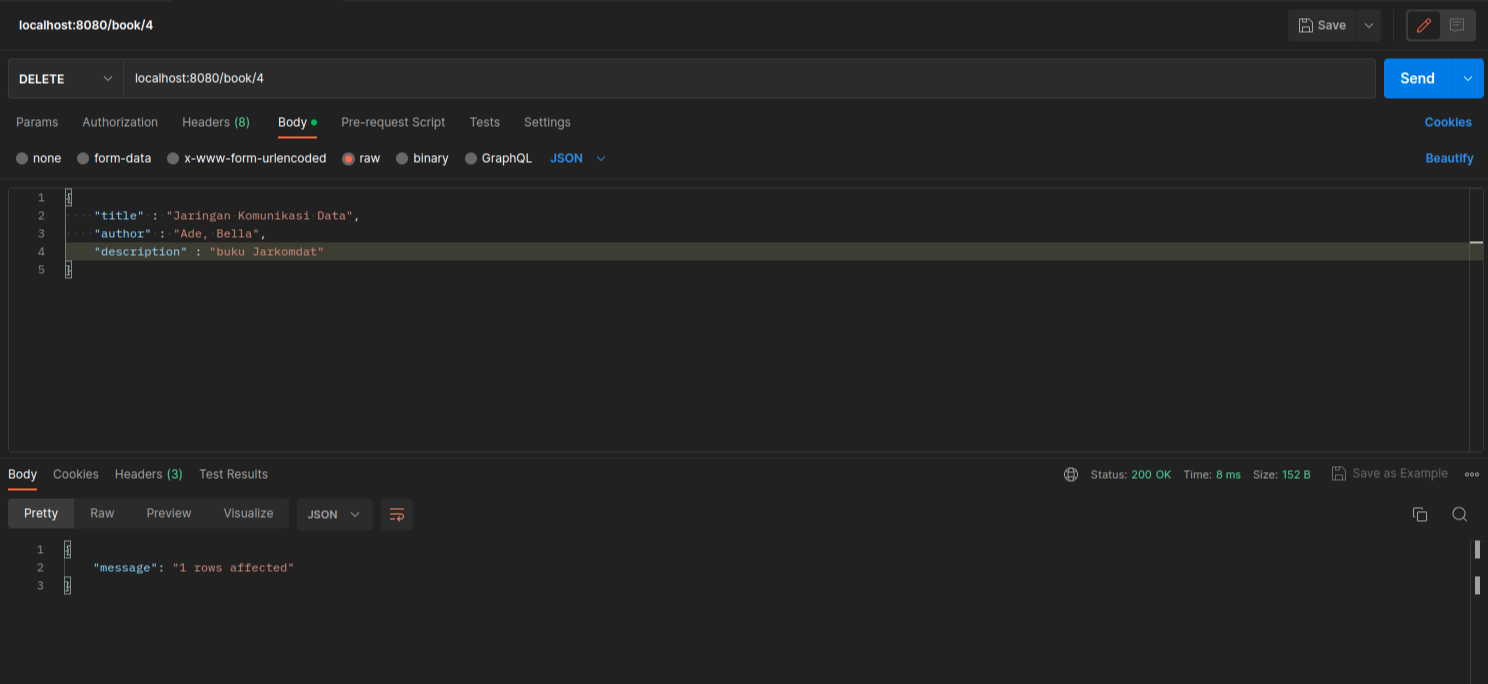 localhost:8080/book/4
Save
DELETE localhost:8080/book/4 Send
Params Authorization Headers (8) Body Pre-request Script Tests Settings Cookies
none form-data x-www-form-urlencoded raw binary GraphQL JSON Beautify
1 {
2 ····"title"·:·"Jaringan·Komunikasi·Data",
3 ····"author"·:·"Ade,·Bella",
4 ····"description"·:·"buku·Jarkomdat"
5 }
Body Cookies Headers (3) Test Results Status: 200 OK Time: 8 ms Size: 152 B Save as Example
Pretty Raw Preview Visualize JSON
1 {
2 "message": "1 rows affected"
3 }